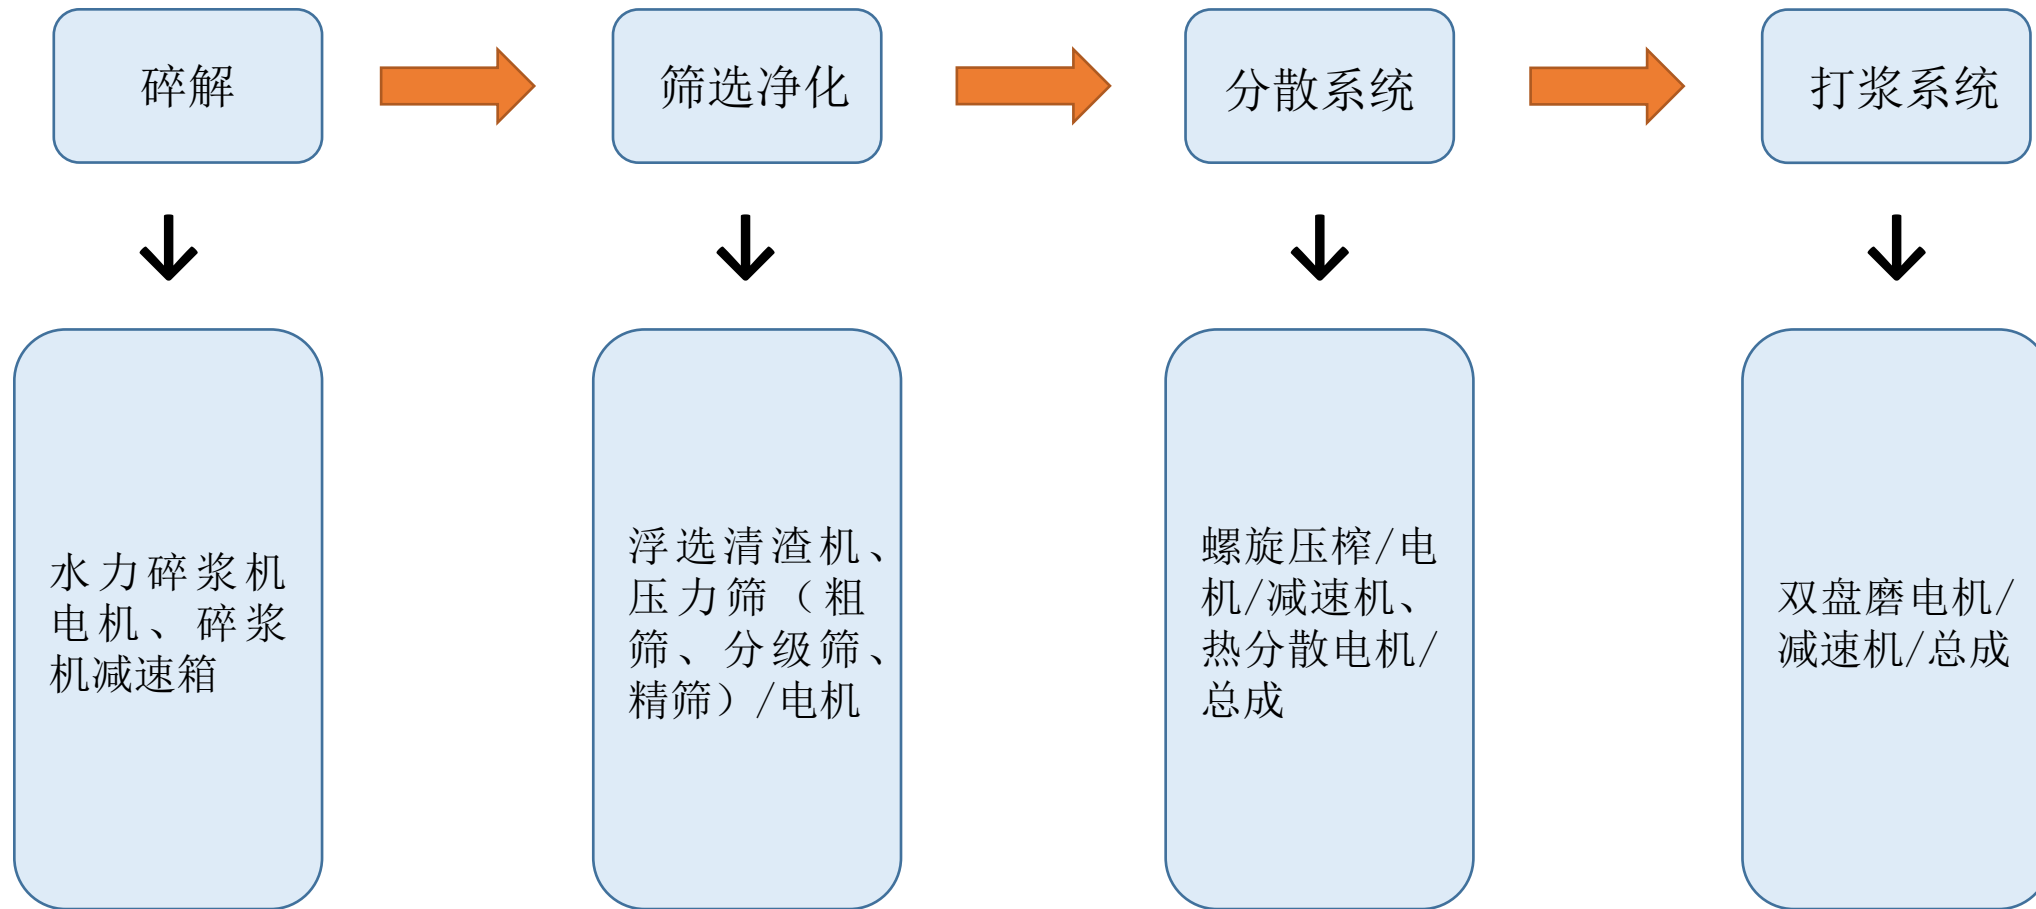 碎解
筛选净化
分散系统
打浆系统
水力碎浆机
电机、碎浆
机减速箱
浮选清渣机、
压力筛（粗
筛、分级筛、
精筛）/电机
螺旋压榨/电
机/减速机、
热分散电机/
总成
双盘磨电机/
减速机/总成